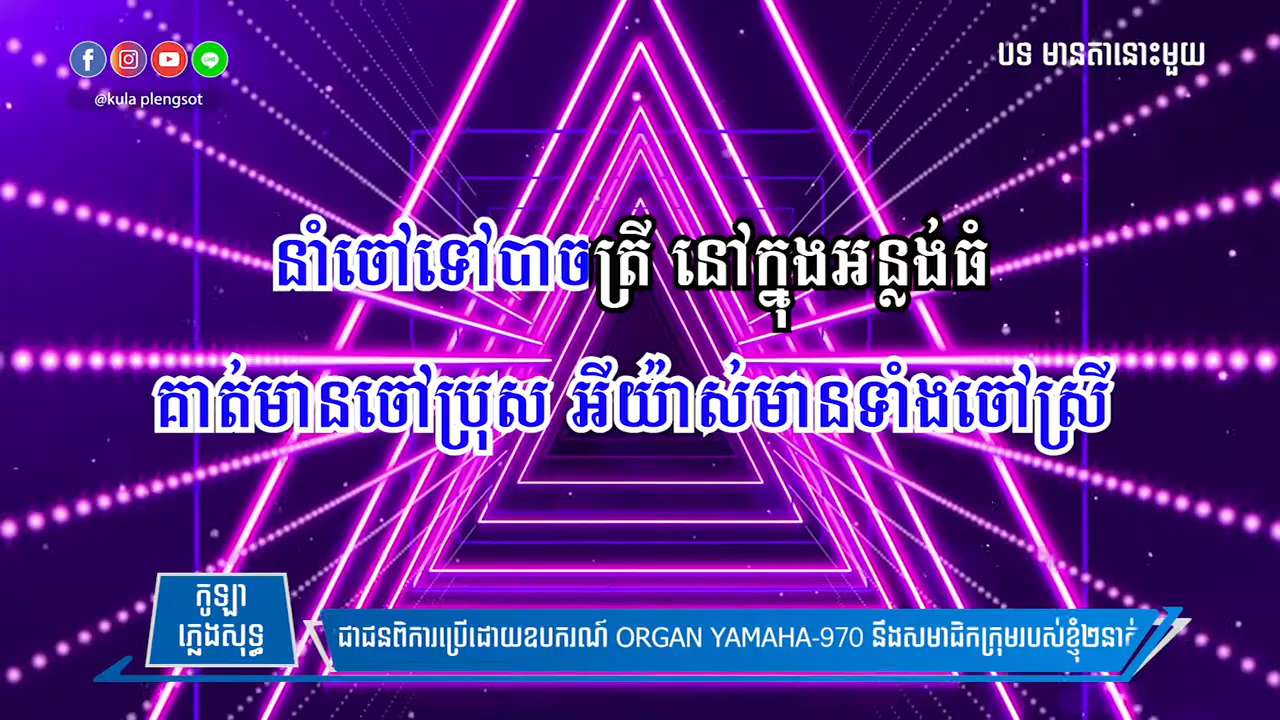 @kula plengsot
បទ មានតានោះមួយ
នាំចៅទៅបាចត្រី នៅក្នុងអន្លង់ធំ
គាត់មានចៅប្រុស អីយ៉ាស់មានទាំងចៅស្រី
កូឡា
ភ្លេងសុទ្ធ
ជាជនពិការប្រើដោយឧបករណ៍ ORGAN YAMAHA-970 នឹងសមាជិកក្រុមរបស់ខ្ញុំ២នាក់